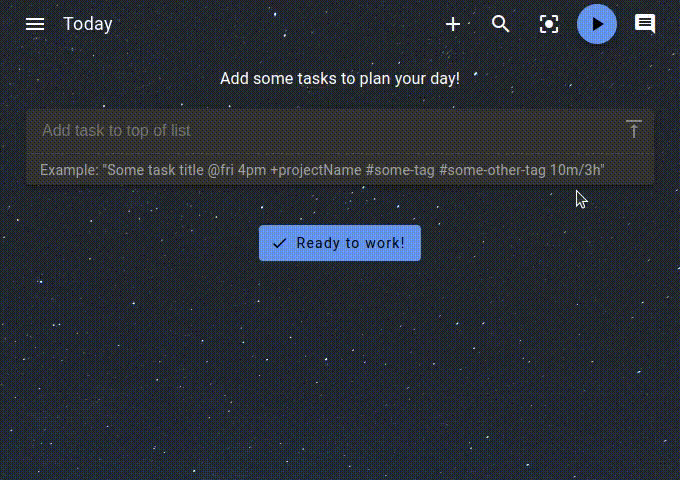 Today
Add some tasks to plan your day!
Add task to top of list
Example: "Some task title @fri 4pm +projectName #some-tag #some-other-tag 10m/3h"
Ready to work!